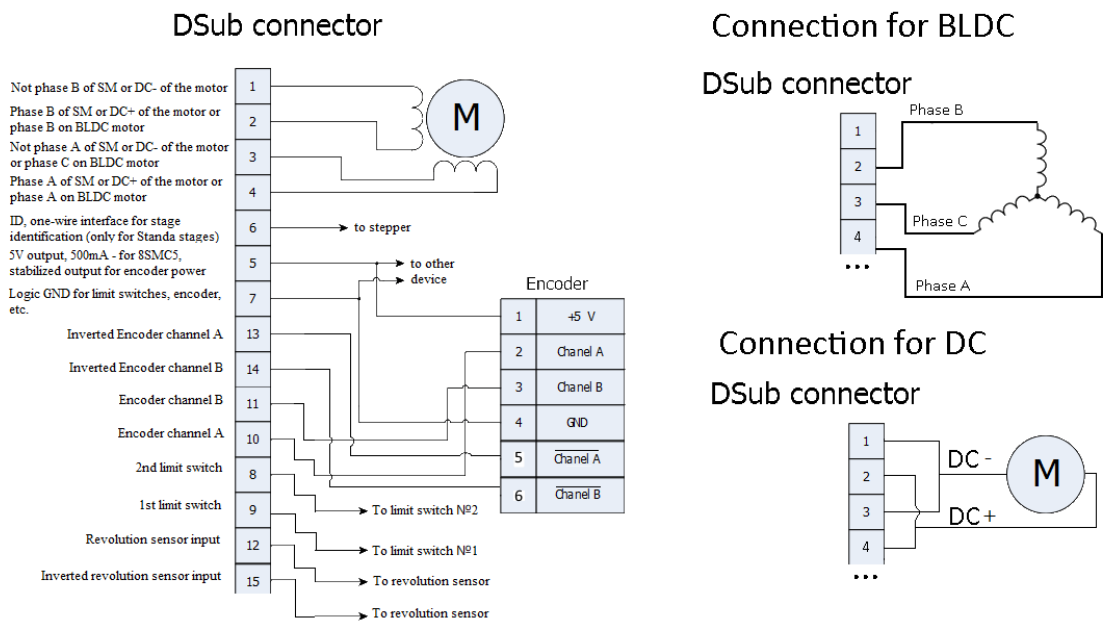 DSub connector
Not phase B of SM or DC- of the motor
1
Phase B of SM or DC+ of the motor or
phase B on BLDC motor
2
M
Not phase A of SM or DC- of the motor
or phase C on BLDC motor
3
Phase A of SM or DC+ of the motor or
phase A on BLDC motor
4
ID, one-wire interface for stage
identification (only for Standa stages)
6
to stepper
5V output, 500mA - for 8SMC5,
stabilized output for encoder power
5
to other
device
Logic GND for limit switches, encoder,
etc.
7
Inverted Encoder channel A
13
Inverted Encoder channel B
14
Encoder channel B
11
Encoder channel A
10
2nd limit switch
8
To limit switch №2
1st limit switch
9
To limit switch №1
Revolution sensor input
12
To revolution sensor
Inverted revolution sensor input
15
To revolution sensor
Encoder
1 +5 V
2 Chanel A
3 Chanel B
4 GND
5 Chanel A
6 Chanel B
Connection for BLDC
DSub connector
1
2
3
4
...
Phase B
Phase C
Phase A
Connection for DC
DSub connector
1
2
3
4
...
DC -
DC+
M